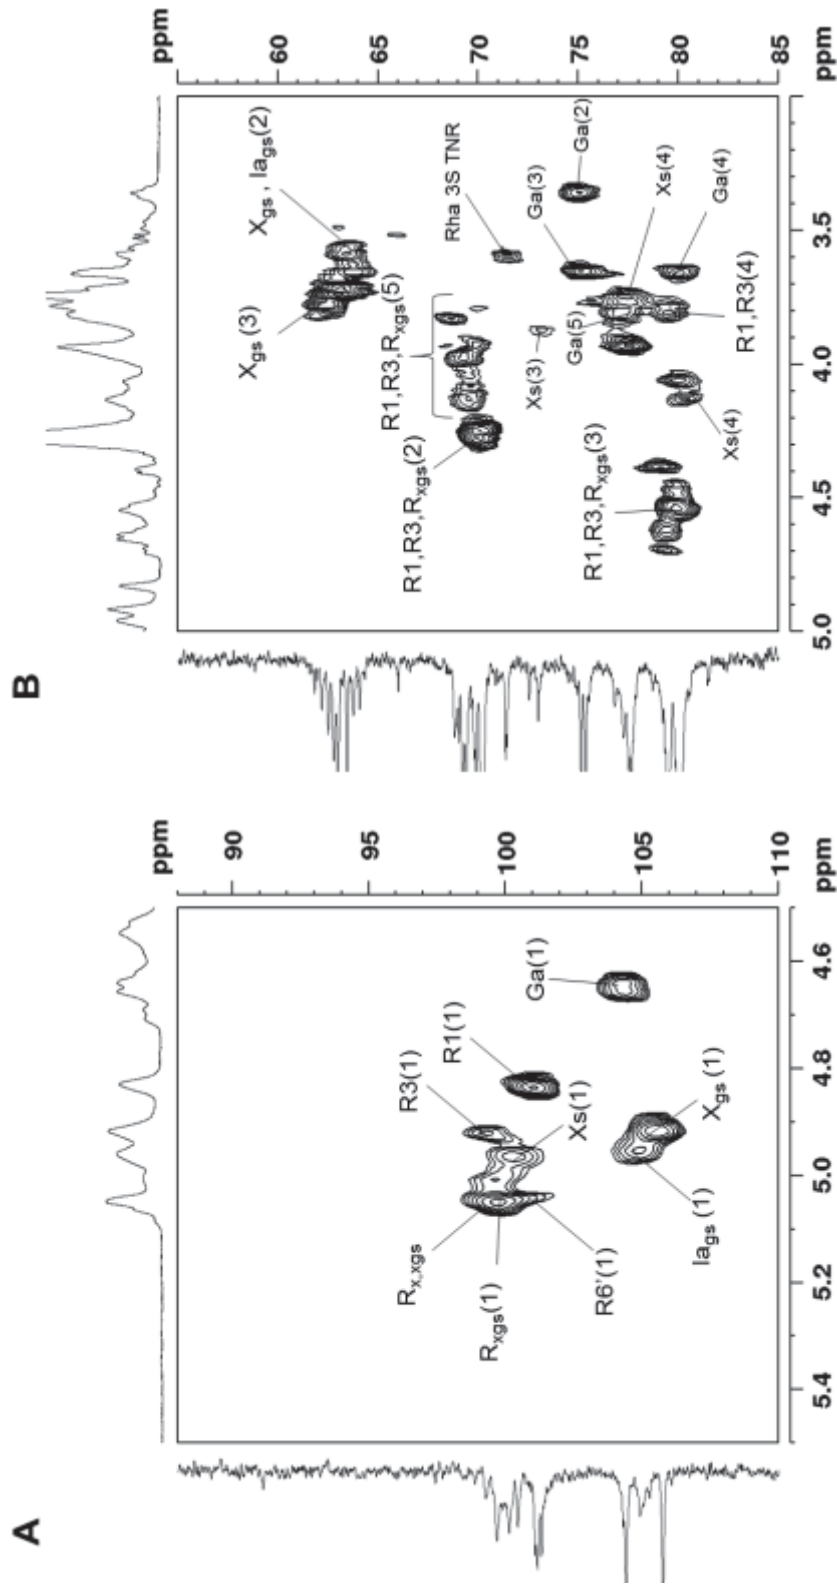 A
ppm
90
95
100
105
110
ppm
4.6
4.8
5.0
5.2
5.4
R3(1)
R1(1)
Ga(1)
Xs(1)
Xgs (1)
Iags (1)
R6'(1)
Rxgs(1)
Rx,xgs
B
ppm
60
65
70
75
80
85
ppm
3.5
4.0
4.5
5.0
Xgs , Iags(2)
Xgs (3)
Rha 3S TNR
Ga(3)
Ga(2)
Xs(4)
Ga(4)
R1,R3,Rxgs(5)
Xs(3)
Ga(5)
R1,R3(4)
R1,R3,Rxgs(2)
Xs(4)
R1,R3,Rxgs(3)